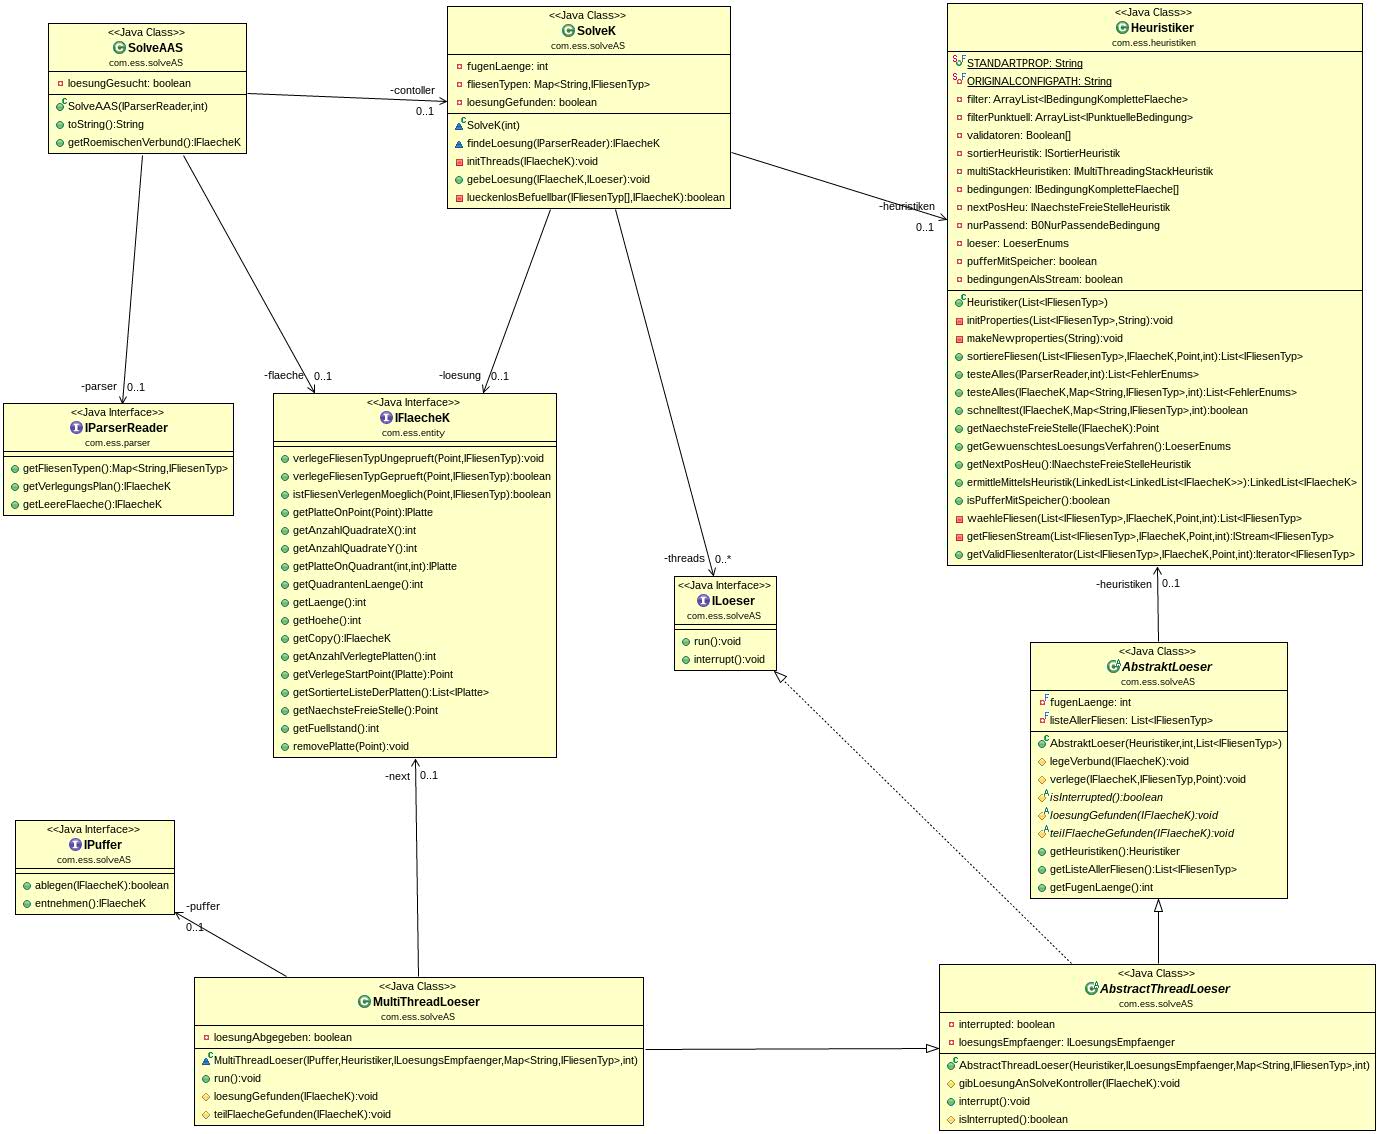 <<Java Class>>
SolveAAS
com.ess.solveAS
loesungGesucht: boolean
SolveAAS(IParserReader,int)
toString():String
getRoemischenVerbund():IFlaecheK
-contoller
0..1
<<Java Class>>
SolveK
com.ess.solveAS
fugenLaenge: int
fliesenTypen: Map<String,IFliesenTyp>
loesungGefunden: boolean
SolveK(int)
findeLoesung(IParserReader):IFlaecheK
initThreads(IFlaecheK):void
gebeLoesung(IFlaecheK,ILoeser):void
lueckenlosBefuellbar(IFliesenTyp[],IFlaecheK):boolean
-heuristiken
0..1
<<Java Class>>
Heuristiker
com.ess.heuristiken
STANDARTPROP: String
ORIGINALCONFIGPATH: String
filter: ArrayList<IBedingungKompletteFlaeche>
filterPunktuell: ArrayList<IPunktuelleBedingung>
validatoren: Boolean[]
sortierHeuristik: ISortierHeuristik
multiStackHeuristiken: IMultiThreadingStackHeuristik
bedingungen: IBedingungKompletteFlaeche[]
nextPosHeu: INaechsteFreieStelleHeuristik
nurPassend: B0NurPassendeBedingung
loeser: LoeserEnums
pufferMitSpeicher: boolean
bedingungenAlsStream: boolean
Heuristiker(List<IFliesenTyp>)
initProperties(List<IFliesenTyp>,String):void
makeNewproperties(String):void
sortiereFliesen(List<IFliesenTyp>,IFlaecheK,Point,int):List<IFliesenTyp>
testeAlles(IParserReader,int):List<FehlerEnums>
testeAlles(IFlaecheK,Map<String,IFliesenTyp>,int):List<FehlerEnums>
schnelltest(IFlaecheK,Map<String,IFliesenTyp>,int):boolean
getNaechsteFreieStelle(IFlaecheK):Point
getGewuenschtesLoesungsVerfahren():LoeserEnums
getNextPosHeu():INaechsteFreieStelleHeuristik
ermittleMittelsHeuristik(LinkedList<LinkedList<IFlaecheK>>):LinkedList<IFlaecheK>
isPufferMitSpeicher():boolean
waehleFliesen(List<IFliesenTyp>,IFlaecheK,Point,int):List<IFliesenTyp>
getFliesenStream(List<IFliesenTyp>,IFlaecheK,Point,int):IStream<IFliesenTyp>
getValidFliesenIterator(List<IFliesenTyp>,IFlaecheK,Point,int):Iterator<IFliesenTyp>
-parser 0..1
-flaeche 0..1
-loesung 0..1
<<Java Interface>>
IParserReader
com.ess.parser
getFliesenTypen():Map<String,IFliesenTyp>
getVerlegungsPlan():IFlaecheK
getLeereFlaeche():IFlaecheK
<<Java Interface>>
IFlaecheK
com.ess.entity
verlegeFliesenTypUngeprueft(Point,IFliesenTyp):void
verlegeFliesenTypGeprueft(Point,IFliesenTyp):boolean
istFliesenVerlegenMoeglich(Point,IFliesenTyp):boolean
getPlatteOnPoint(Point):IPlatte
getAnzahlQuadrateX():int
getAnzahlQuadrateY():int
getPlatteOnQuadrant(int,int):IPlatte
getQuadrantenLaenge():int
getLaenge():int
getHoehe():int
getCopy():IFlaecheK
getAnzahlVerlegtePlatten():int
getVerlegeStartPoint(IPlatte):Point
getSortierteListeDerPlatten():List<IPlatte>
getNaechsteFreieStelle():Point
getFuellstand():int
removePlatte(Point):void
-threads 0..*
<<Java Interface>>
ILoeser
com.ess.solveAS
run():void
interrupt():void
-heuristiken 0..1
<<Java Class>>
AbstraktLoeser
com.ess.solveAS
fugenLaenge: int
listeAllerFliesen: List<IFliesenTyp>
AbstraktLoeser(Heuristiker,int,List<IFliesenTyp>)
legeVerbund(IFlaecheK):void
verlege(IFlaecheK,IFliesenTyp,Point):void
isInterrupted():boolean
loesungGefunden(IFlaecheK):void
teilFlaecheGefunden(IFlaecheK):void
getHeuristiken():Heuristiker
getListeAllerFliesen():List<IFliesenTyp>
getFugenLaenge():int
-next 0..1
<<Java Interface>>
IPuffer
com.ess.solveAS
ablegen(IFlaecheK):boolean
entnehmen():IFlaecheK
-puffer
0..1
<<Java Class>>
MultiThreadLoeser
com.ess.solveAS
loesungAbgegeben: boolean
MultiThreadLoeser(IPuffer,Heuristiker,ILoesungsEmpfaenger,Map<String,IFliesenTyp>,int)
run():void
loesungGefunden(IFlaecheK):void
teilFlaecheGefunden(IFlaecheK):void
<<Java Class>>
AbstractThreadLoeser
com.ess.solveAS
interrupted: boolean
loesungsEmpfaenger: ILoesungsEmpfaenger
AbstractThreadLoeser(Heuristiker,ILoesungsEmpfaenger,Map<String,IFliesenTyp>,int)
gibLoesungAnSolveKontroller(IFlaecheK):void
interrupt():void
isInterrupted():boolean